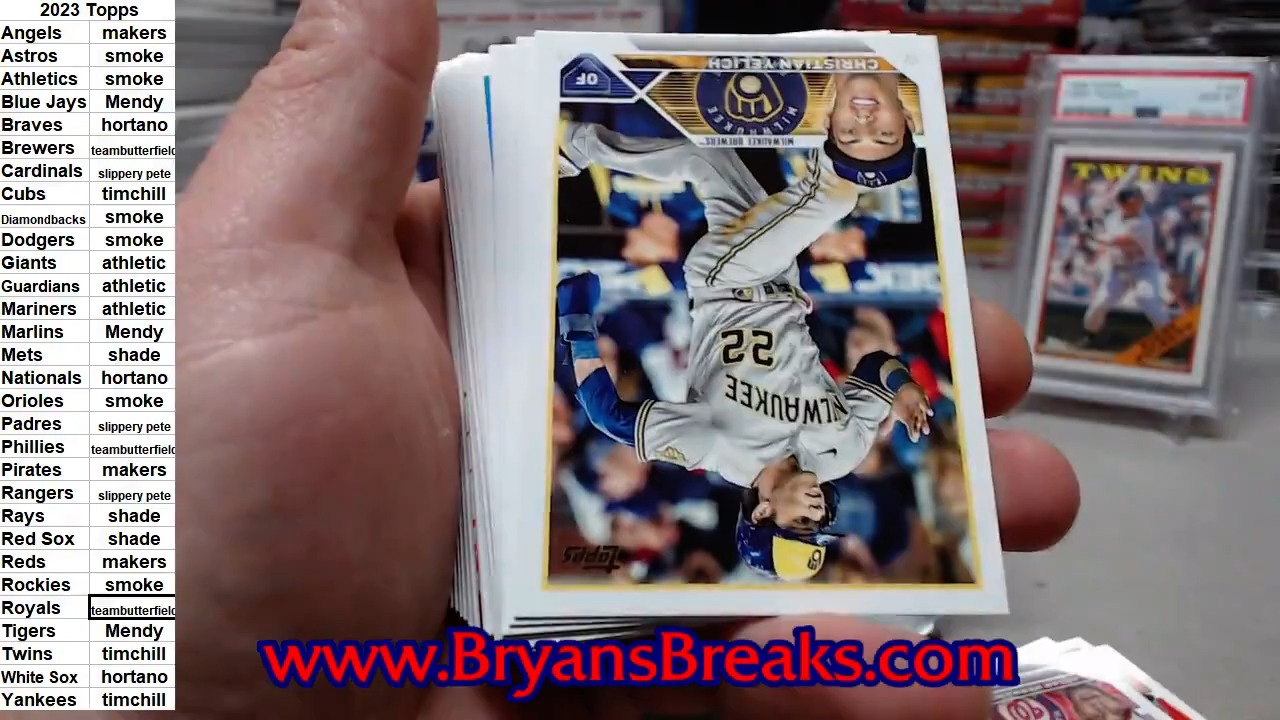 2023 Topps
Angels makers
Astros smoke
Athletics smoke
Blue Jays Mendy
Braves hortano
Brewers teambutterfield
Cardinals slippery pete
Cubs timchill
Diamondbacks smoke
Dodgers smoke
Giants athletic
Guardians athletic
Mariners athletic
Marlins Mendy
Mets shade
Nationals hortano
Orioles smoke
Padres slippery pete
Phillies teambutterfield
Pirates makers
Rangers slippery pete
Rays shade
Red Sox shade
Reds makers
Rockies smoke
Royals teambutterfield
Tigers Mendy
Twins timchill
White Sox hortano
Yankees timchill
OF
CHRISTIAN YELICH
MILWAUKEE
MILWAUKEE BREWERS™
22
MILWAUKEE
Topps
TWINS
www.BryansBreaks.com